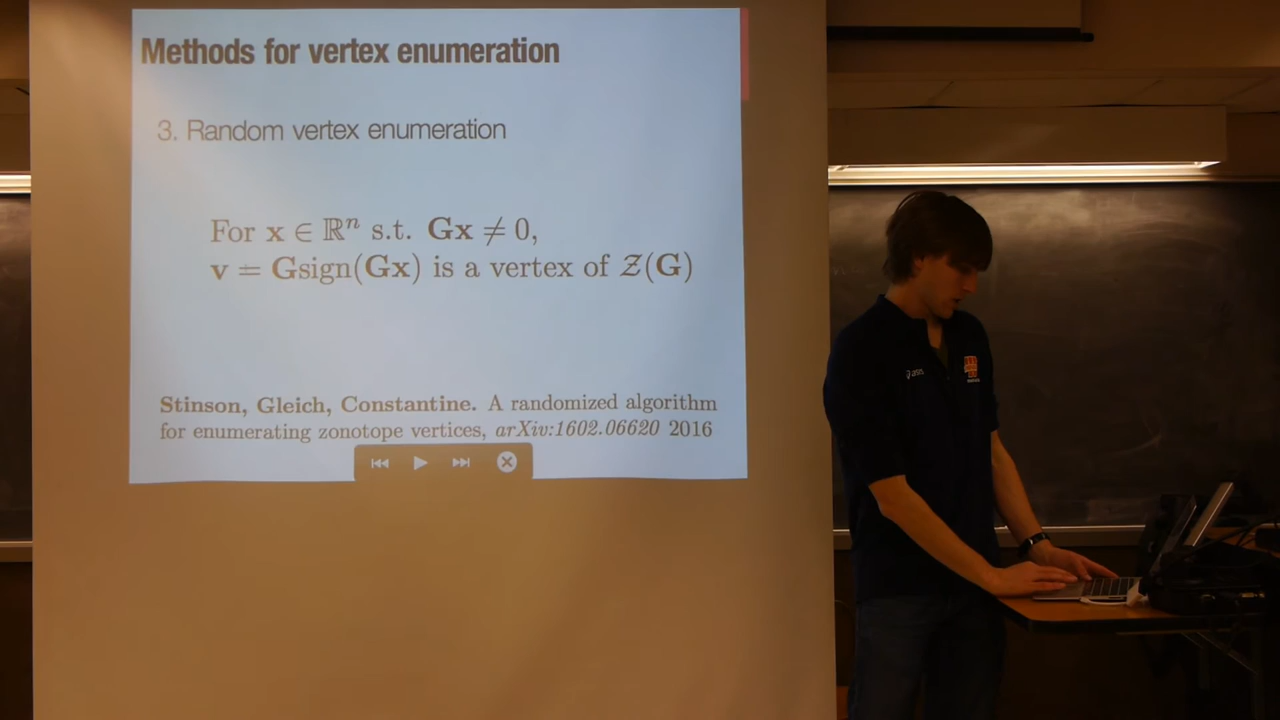 Methods for vertex enumeration
3. Random vertex enumeration
For x ∈ ℝⁿ s.t. Gx ≠ 0,
v = Gsign(Gx) is a vertex of Z(G)
Stinson, Gleich, Constantine. A randomized algorithm
for enumerating zonotope vertices, arXiv:1602.06620 2016
asics